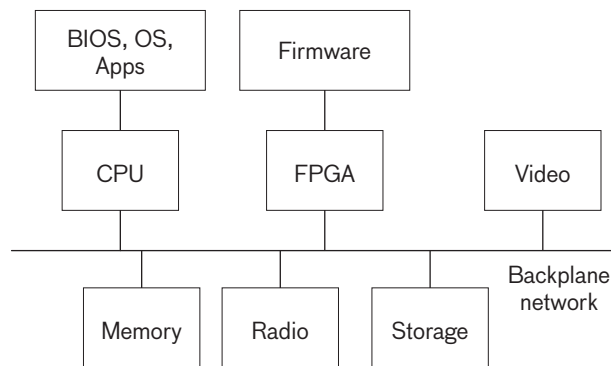 BIOS, OS,
Apps
Firmware
CPU
FPGA
Video
Backplane
network
Memory
Radio
Storage